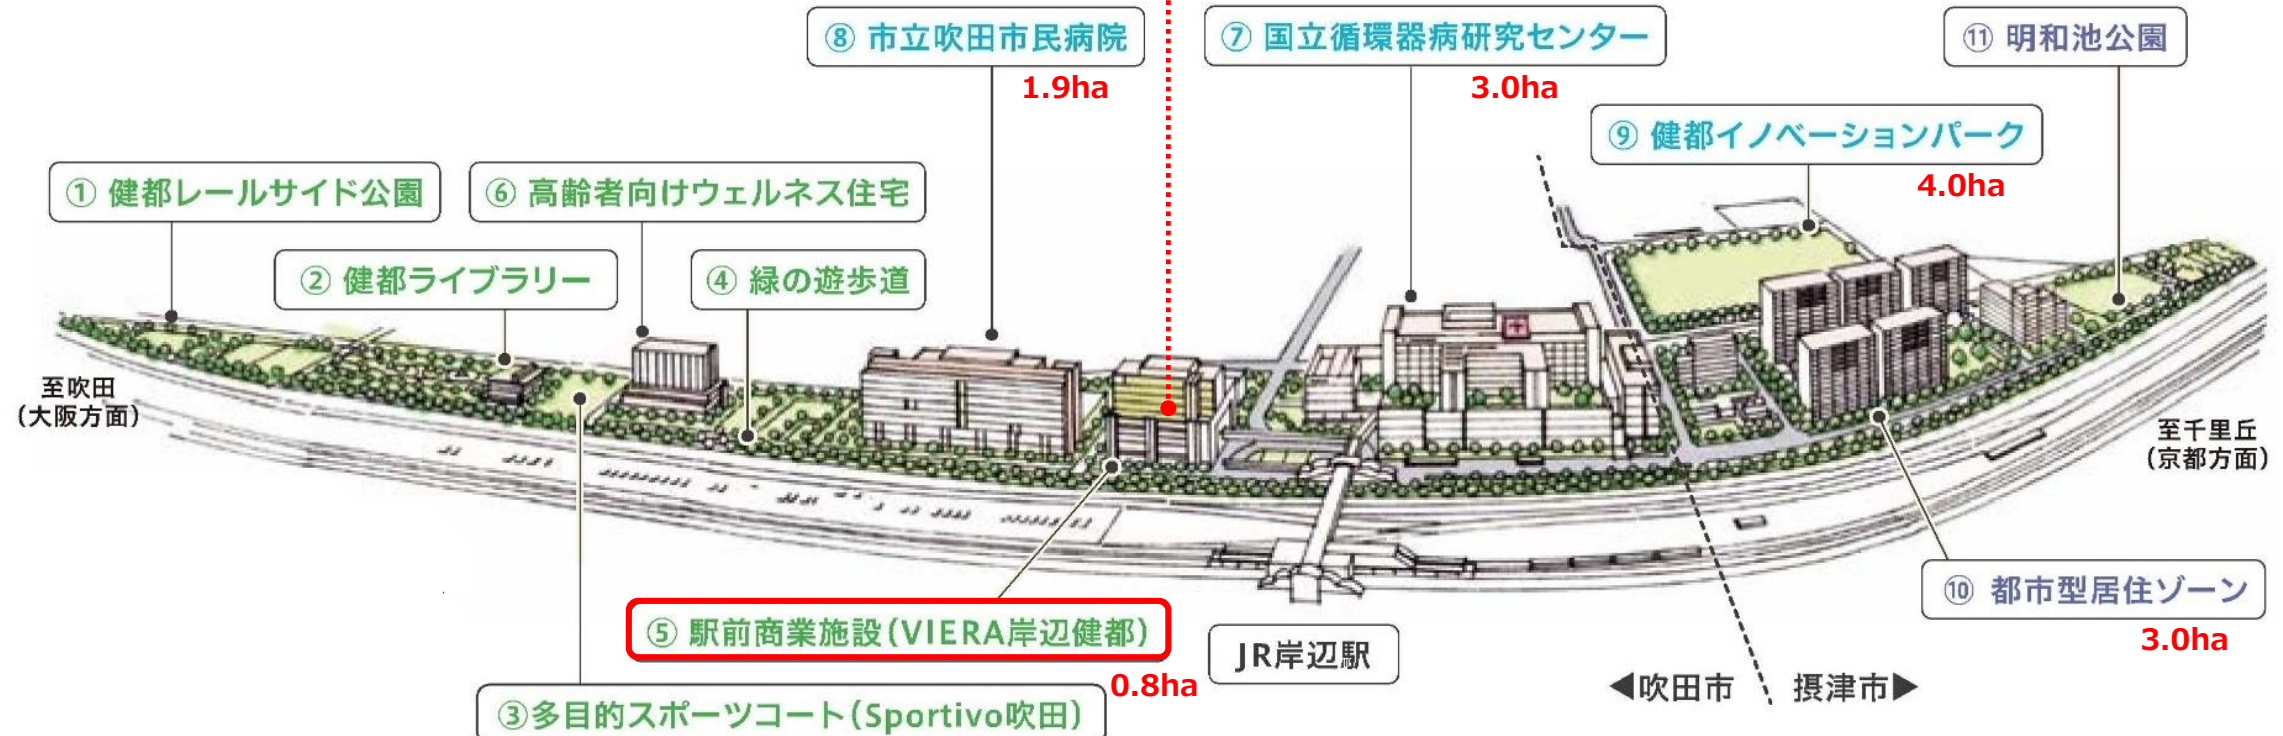 ⑧ 市立吹田市民病院
1.9ha
⑦ 国立循環器病研究センター
3.0ha
⑪ 明和池公園
⑨ 健都イノベーションパーク
4.0ha
① 健都レールサイド公園
⑥ 高齢者向けウェルネス住宅
② 健都ライブラリー
④ 緑の遊歩道
至吹田
(大阪方面)
至千里丘
(京都方面)
⑤ 駅前商業施設(VIERA岸辺健都)
0.8ha
JR岸辺駅
⑩ 都市型居住ゾーン
3.0ha
③多目的スポーツコート(Sportivo吹田)
◀吹田市
摂津市▶